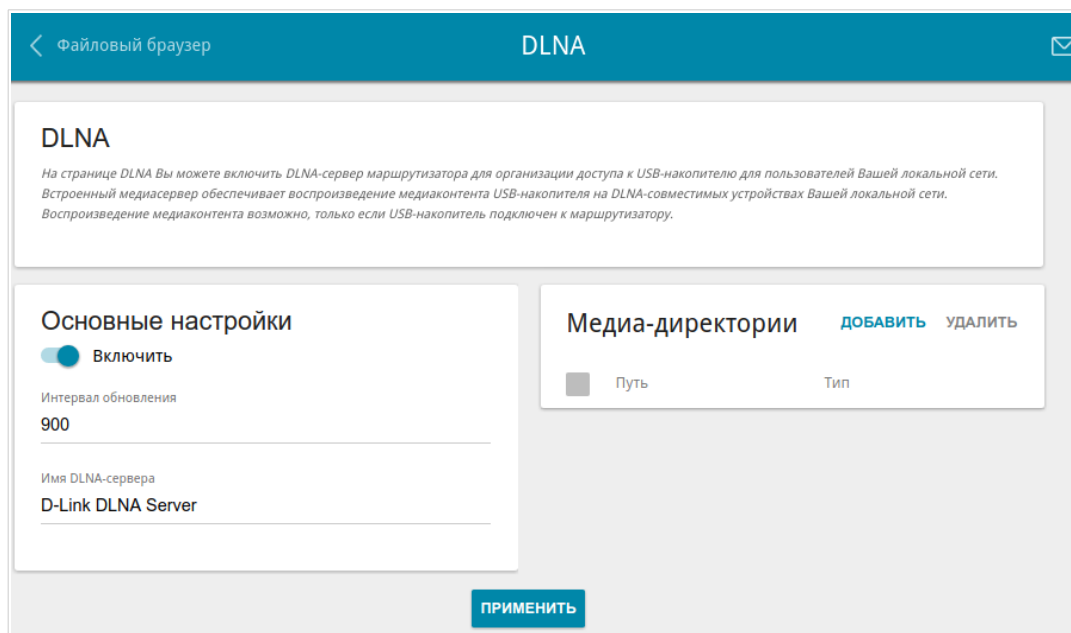 Файловый браузер
DLNA
DLNA
На странице DLNA Вы можете включить DLNA-сервер маршрутизатора для организации доступа к USB-накопителю для пользователей Вашей локальной сети.
Встроенный медиасервер обеспечивает воспроизведение медиаконтента USB-накопителя на DLNA-совместимых устройствах Вашей локальной сети.
Воспроизведение медиаконтента возможно, только если USB-накопитель подключен к маршрутизатору.
Основные настройки
Включить
Интервал обновления
900
Имя DLNA-сервера
D-Link DLNA Server
Медиа-директории
ДОБАВИТЬ
УДАЛИТЬ
Путь
Тип
ПРИМЕНИТЬ